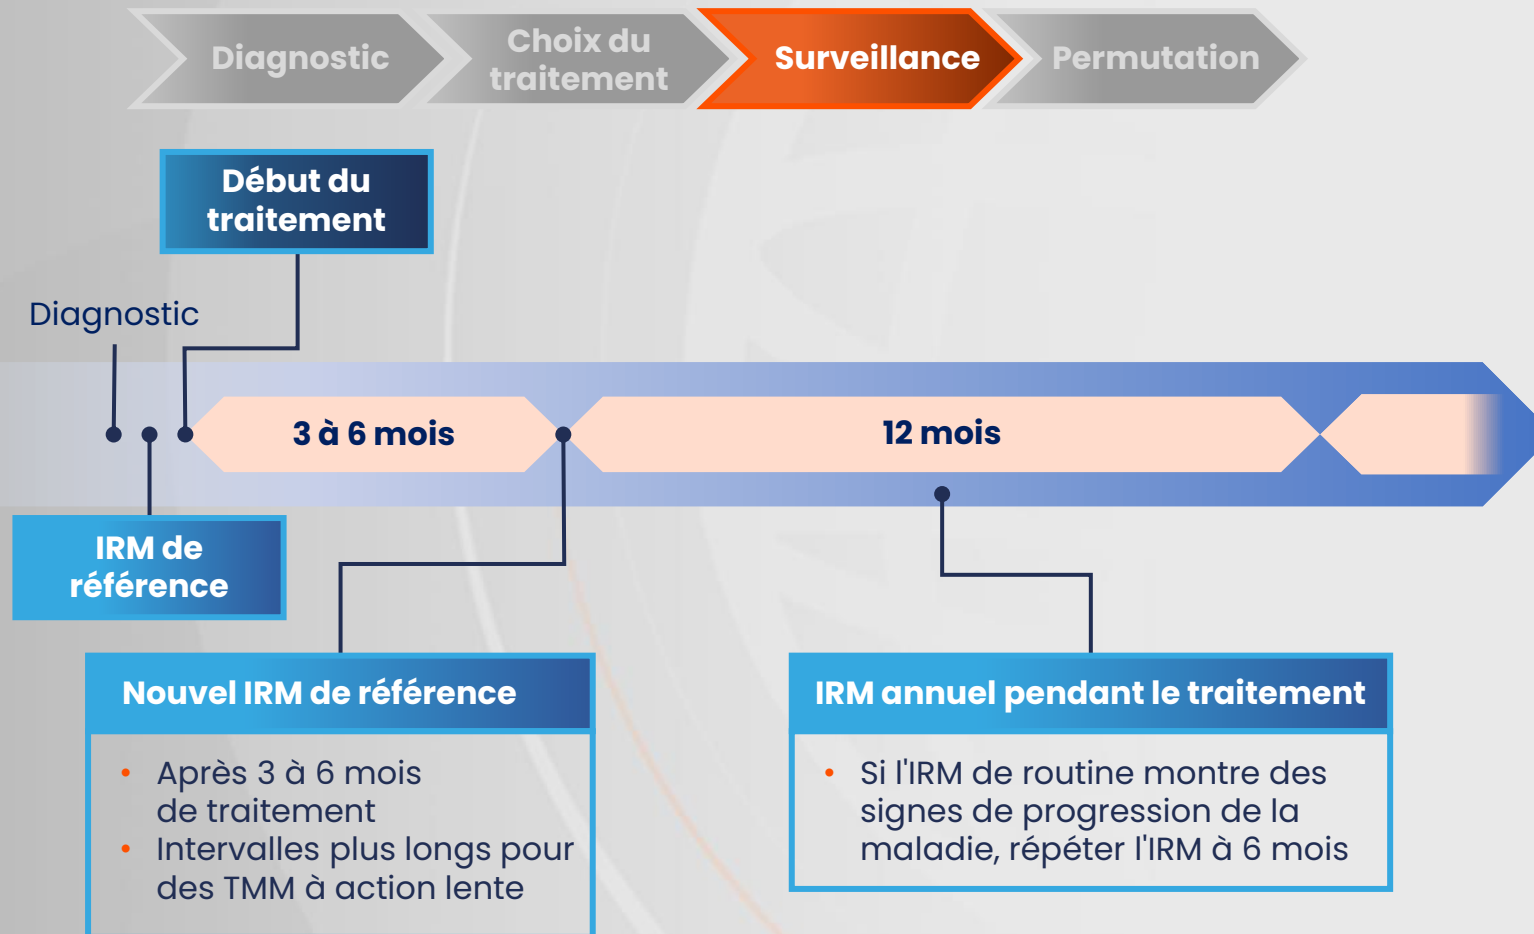 Diagnostic
Choix du
traitement
Surveillance
Permutation
Début du
traitement
Diagnostic
3 à 6 mois
12 mois
IRM de
référence
Nouvel IRM de référence
• Après 3 à 6 mois
de traitement
• Intervalles plus longs pour
des TMM à action lente
IRM annuel pendant le traitement
• Si l'IRM de routine montre des
signes de progression de la
maladie, répéter l'IRM à 6 mois